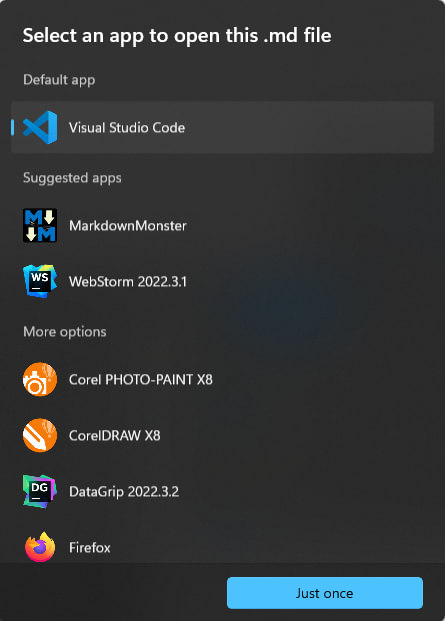 Select an app to open this .md file
Default app
Visual Studio Code
Suggested apps
M
M
MarkdownMonster
WS
WebStorm 2022.3.1
More options
Corel PHOTO-PAINT X8
CorelDRAW X8
DG
DataGrip 2022.3.2
Firefox
Just once